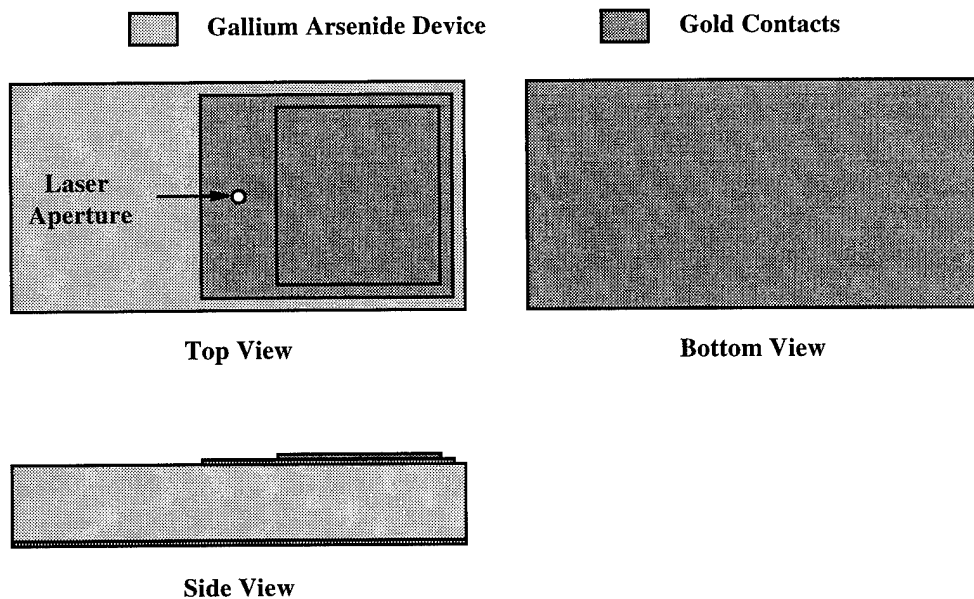 Gallium Arsenide Device
Gold Contacts
Laser
Aperture
Top View
Bottom View
Side View